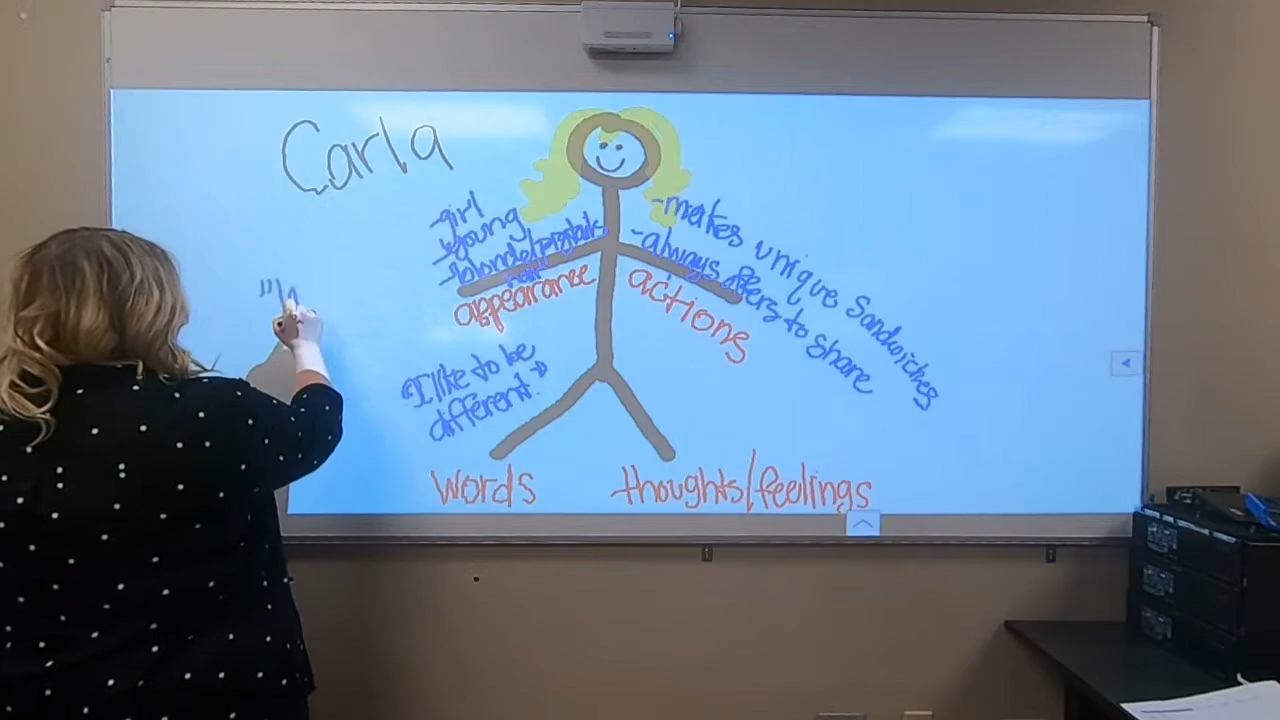 Carla
-girl
-young
-blonde/pigtails
hair
appearance
-makes unique sandwiches
-always offers to share
actions
"I like to be
different."
words
thoughts/feelings